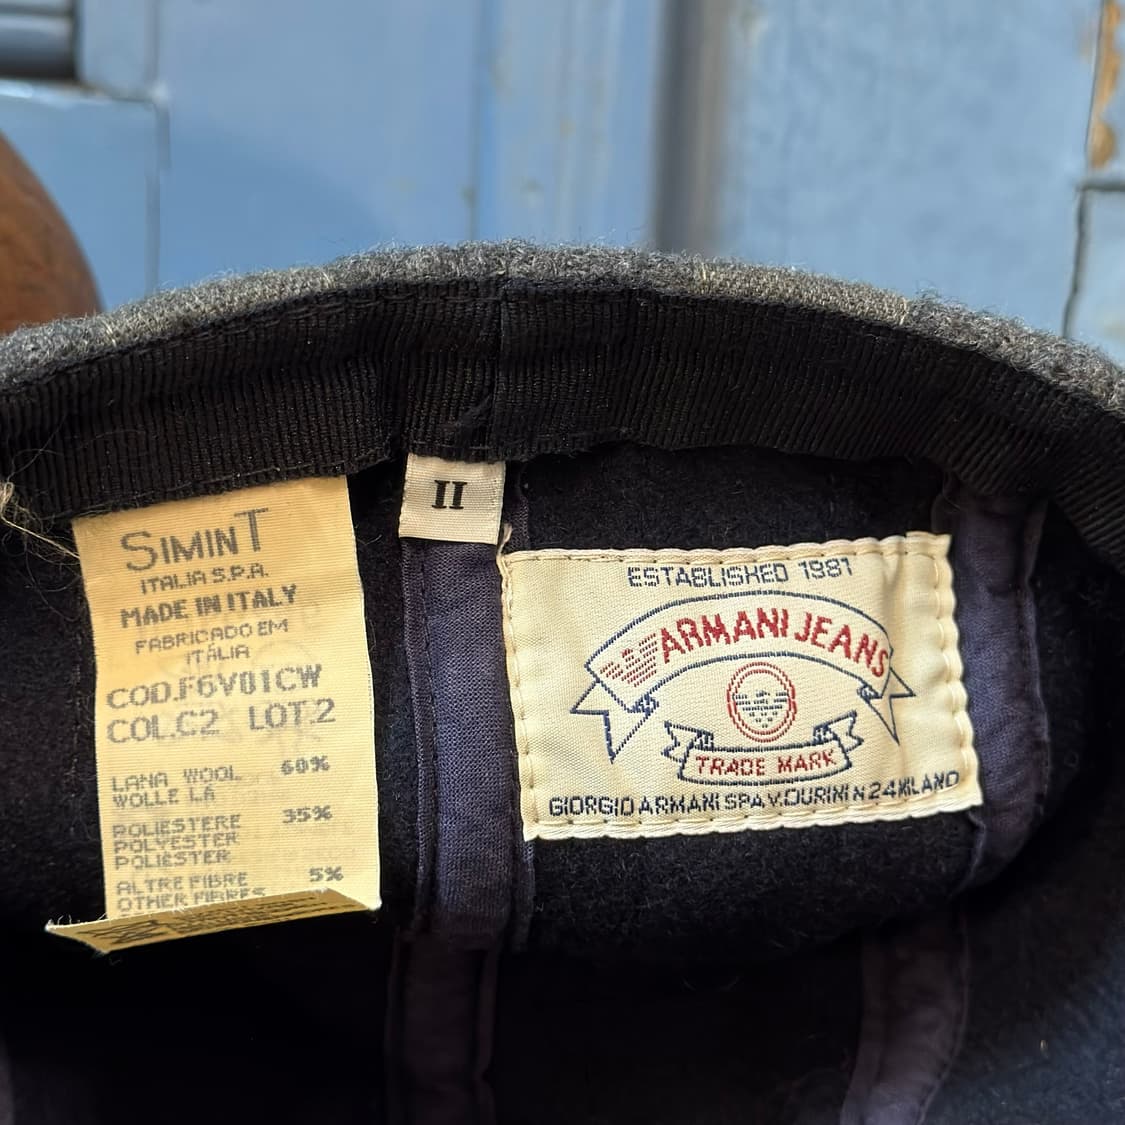 SIMINT
ITALIA S.P.A.
MADE IN ITALY
FABRICADO EM
ITÁLIA
COD.F6V01CW
COL.C2 LOT.2
LANA WOOL 60%
WOLLE LÃ
POLIESTERE 35%
POLYESTER
POLIÈSTER
ALTRE FIBRE 5%
OTHER FIBRES
II
ESTABLISHED 1981
ARMANI JEANS
TRADE MARK
GIORGIO ARMANI SPA V.DURINI N 24 MILANO